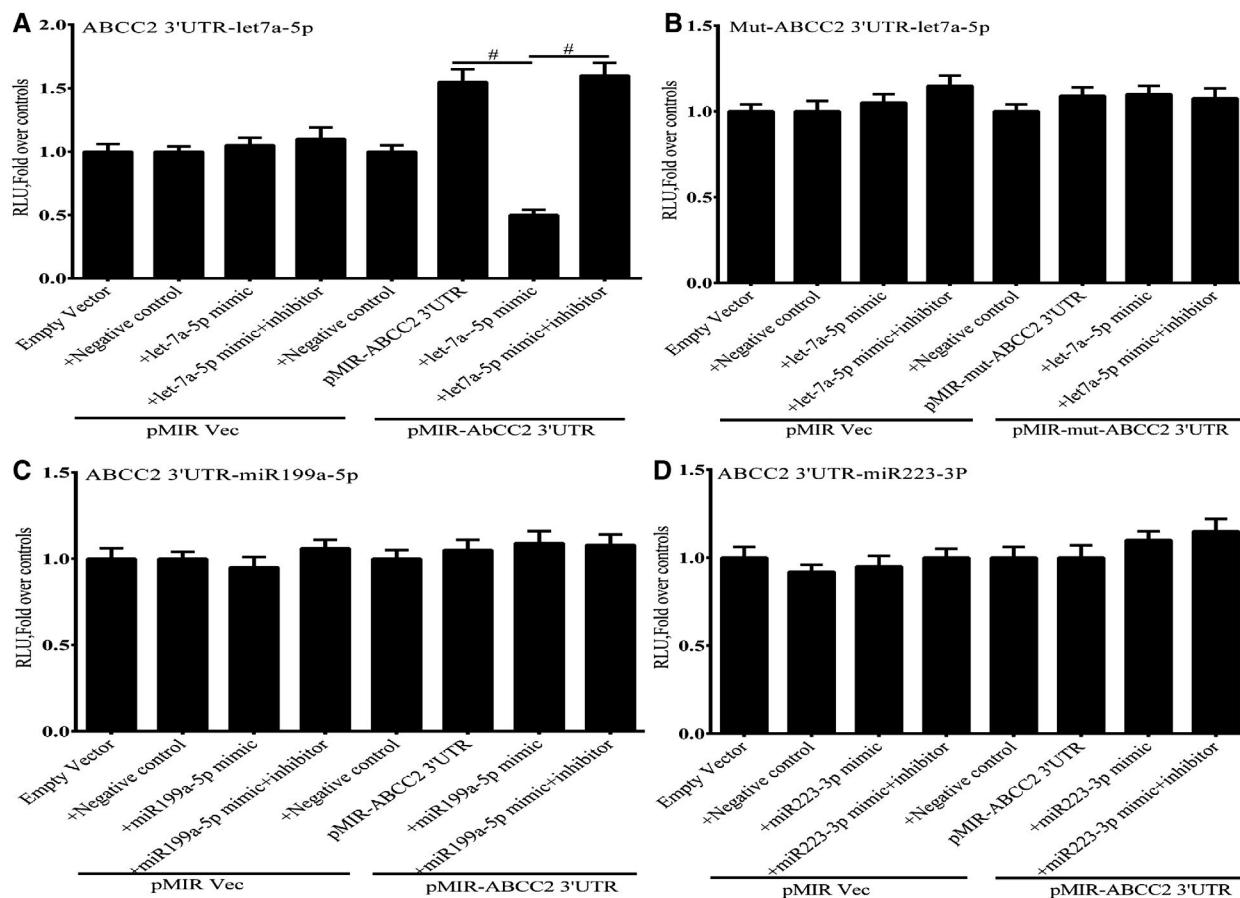 A
ABCC2 3'UTR-let7a-5p
RLU,Fold over controls
2.0
1.5
1.0
0.5
0.0
#
#
Empty Vector
+Negative control
+let-7a-5p mimic
+let-7a-5p mimic+inhibitor
+Negative control
pMIR-ABCC2 3'UTR
+let-7a--5p mimic
+let7a-5p mimic+inhibitor
pMIR Vec
pMIR-AbCC2 3'UTR
B
Mut-ABCC2 3'UTR-let7a-5p
RLU,Fold over controls
1.5
1.0
0.5
0.0
Empty Vector
+Negative control
+let-7a-5p mimic
+let-7a-5p mimic+inhibitor
+Negative control
pMIR-mut-ABCC2 3'UTR
+let-7a--5p mimic
+let7a-5p mimic+inhibitor
pMIR Vec
pMIR-mut-ABCC2 3'UTR
C
ABCC2 3'UTR-miR199a-5p
RLU,Fold over controls
1.5
1.0
0.5
0.0
Empty Vector
+Negative control
+miR199a-5p mimic
+miR199a-5p mimic+inhibitor
+Negative control
pMIR-ABCC2 3'UTR
+miR199a-5p mimic
+miR199a-5p mimic+inhibitor
pMIR Vec
pMIR-ABCC2 3'UTR
D
ABCC2 3'UTR-miR223-3P
RLU,Fold over controls
1.5
1.0
0.5
0.0
Empty Vector
+Negative control
+miR223-3p mimic
+miR223-3p mimic+inhibitor
+Negative control
pMIR-ABCC2 3'UTR
+miR223-3p mimic
+miR223-3p mimic+inhibitor
pMIR Vec
pMIR-ABCC2 3'UTR